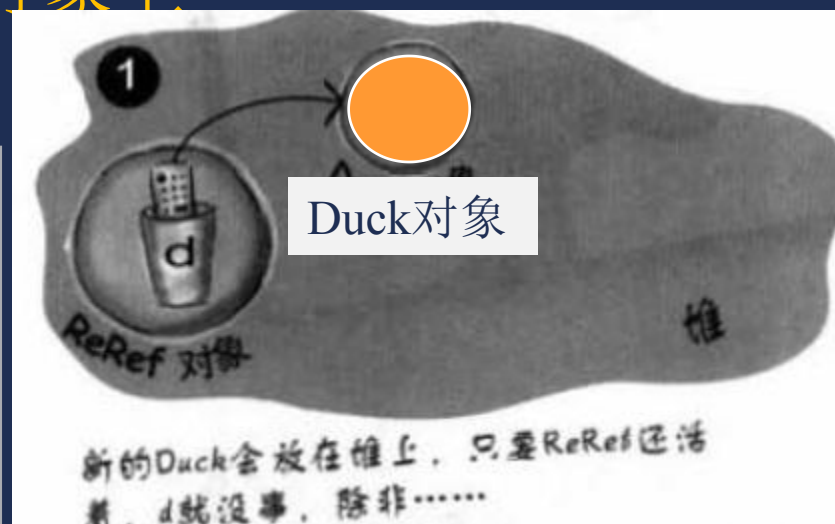 1
Duck对象
d
ReRef 对象
堆
新的Duck会放在堆上，只要ReRef还活
着，d就没事，除非……